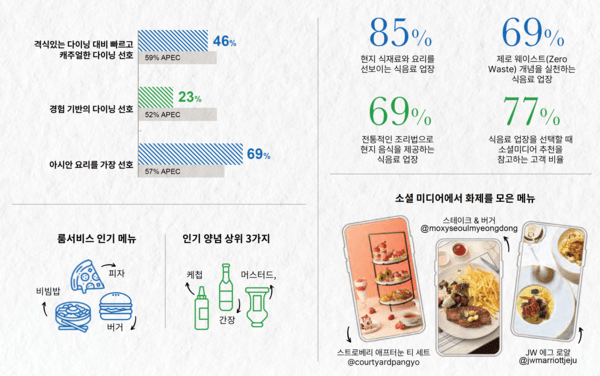 격식있는 다이닝 대비 빠르고
캐주얼한 다이닝 선호
46%
59% APEC
경험 기반의 다이닝 선호
23%
52% APEC
아시안 요리를 가장 선호
69%
57% APEC
85%
현지 식재료와 요리를
선보이는 식음료 업장
69%
제로 웨이스트(Zero
Waste) 개념을 실천하는
식음료 업장
69%
전통적인 조리법으로
현지 음식을 제공하는
식음료 업장
77%
식음료 업장을 선택할 때
소셜미디어 추천을
참고하는 고객 비율
룸서비스 인기 메뉴
피자
비빔밥
버거
인기 양념 상위 3가지
케첩
머스터드,
간장
소셜 미디어에서 화제를 모은 메뉴
스테이크 & 버거
@moxyseoulmyeongdong
스트로베리 애프터눈 티 세트
@courtyardpangyo
JW 에그 로얄
@jwmarriottjeju